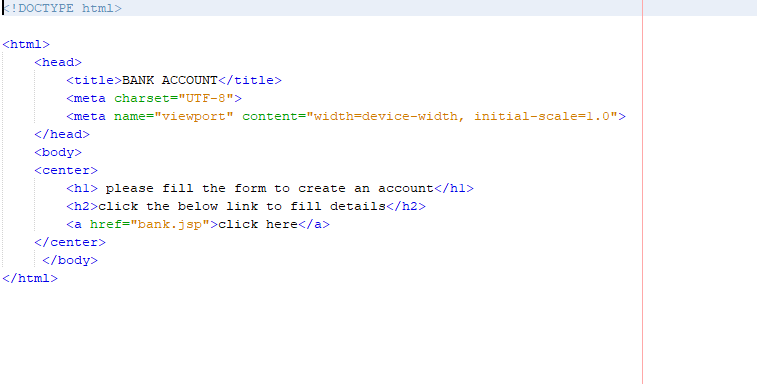 <!DOCTYPE html>
<html>
<head>
<title>BANK ACCOUNT</title>
<meta charset="UTF-8">
<meta name="viewport" content="width=device-width, initial-scale=1.0">
</head>
<body>
<center>
<h1> please fill the form to create an account</h1>
<h2>click the below link to fill details</h2>
<a href="bank.jsp">click here</a>
</center>
</body>
</html>